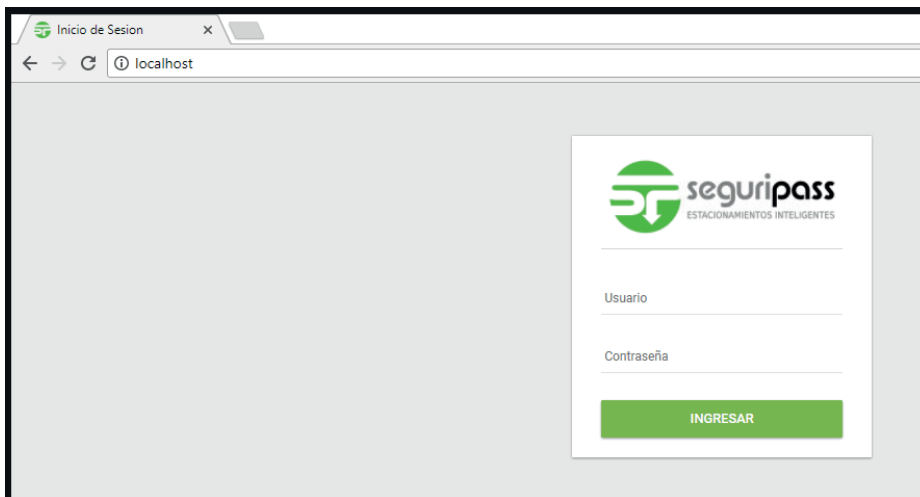 Inicio de Sesion
localhost
seguripass
ESTACIONAMIENTOS INTELIGENTES
Usuario
Contraseña
INGRESAR